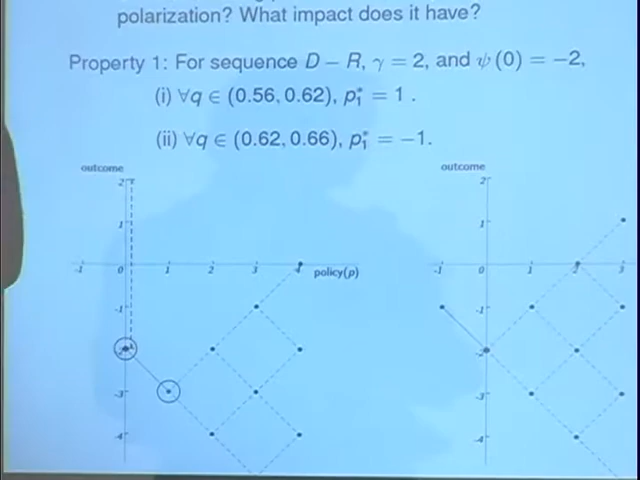 polarization? What impact does it have?
Property 1: For sequence D – R, γ = 2, and ψ(0) = −2,
(i) ∀q ∈ (0.56, 0.62), p₁* = 1 .
(ii) ∀q ∈ (0.62, 0.66), p₁* = −1.
outcome
2
1
-1 0 1 2 3 4 policy(p)
-1
-2
-3
-4
outcome
2
1
-1 0 1 2 3
-1
-2
-3
-4